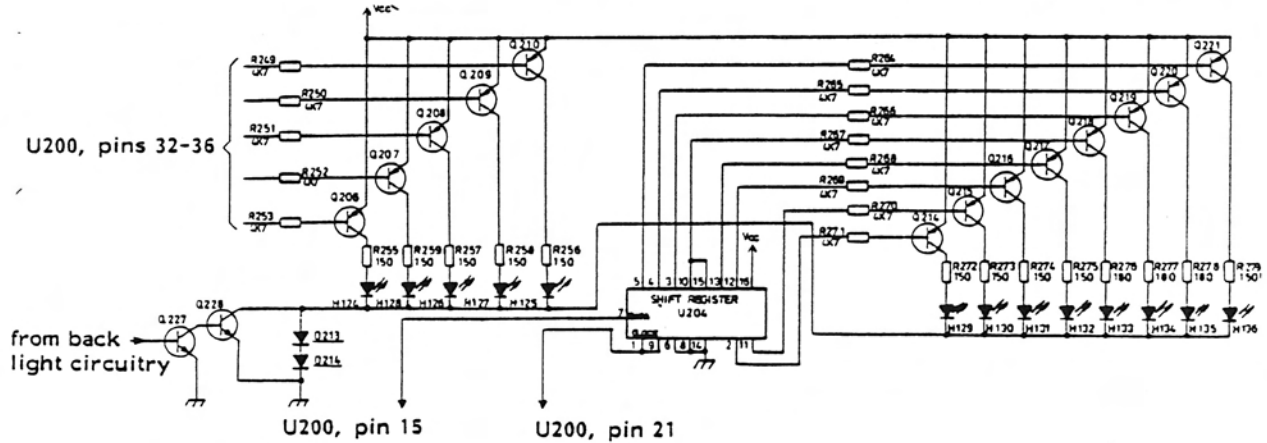 Vcc
Q210
R249
4K7
Q209
R250
4K7
Q208
R251
4K7
U200, pins 32-36
Q207
R252
Q206
R253
4K7
R255
150
R259
150
R257
150
R258
150
R256
150
H124
H128
H126
H127
H125
Q227
Q228
from back
light circuitry
D213
D214
U200, pin 15
U200, pin 21
Q221
R264
4K7
Q220
R265
4K7
Q219
R266
4K7
Q218
R267
4K7
Q217
R268
4K7
Q216
R269
4K7
Q215
R270
4K7
Q214
R271
4K7
Vcc
5 4 3 10 15 13 12 16
SHIFT REGISTER
U204
7
CLOCK
1 9 6 8 14 2 11
R272
150
R273
150
R274
150
R275
150
R276
180
R277
180
R278
180
R279
150
H129
H130
H131
H132
H133
H134
H135
H136